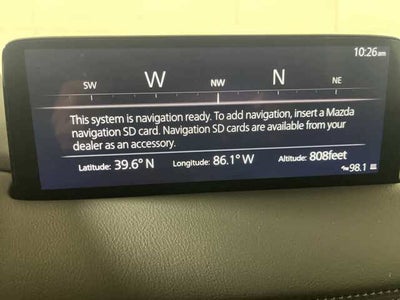 10:26am
SW W NW N NE
This system is navigation ready. To add navigation, insert a Mazda
navigation SD card. Navigation SD cards are available from your
dealer as an accessory.
Latitude: 39.6° N Longitude: 86.1° W Altitude: 808feet
98.1